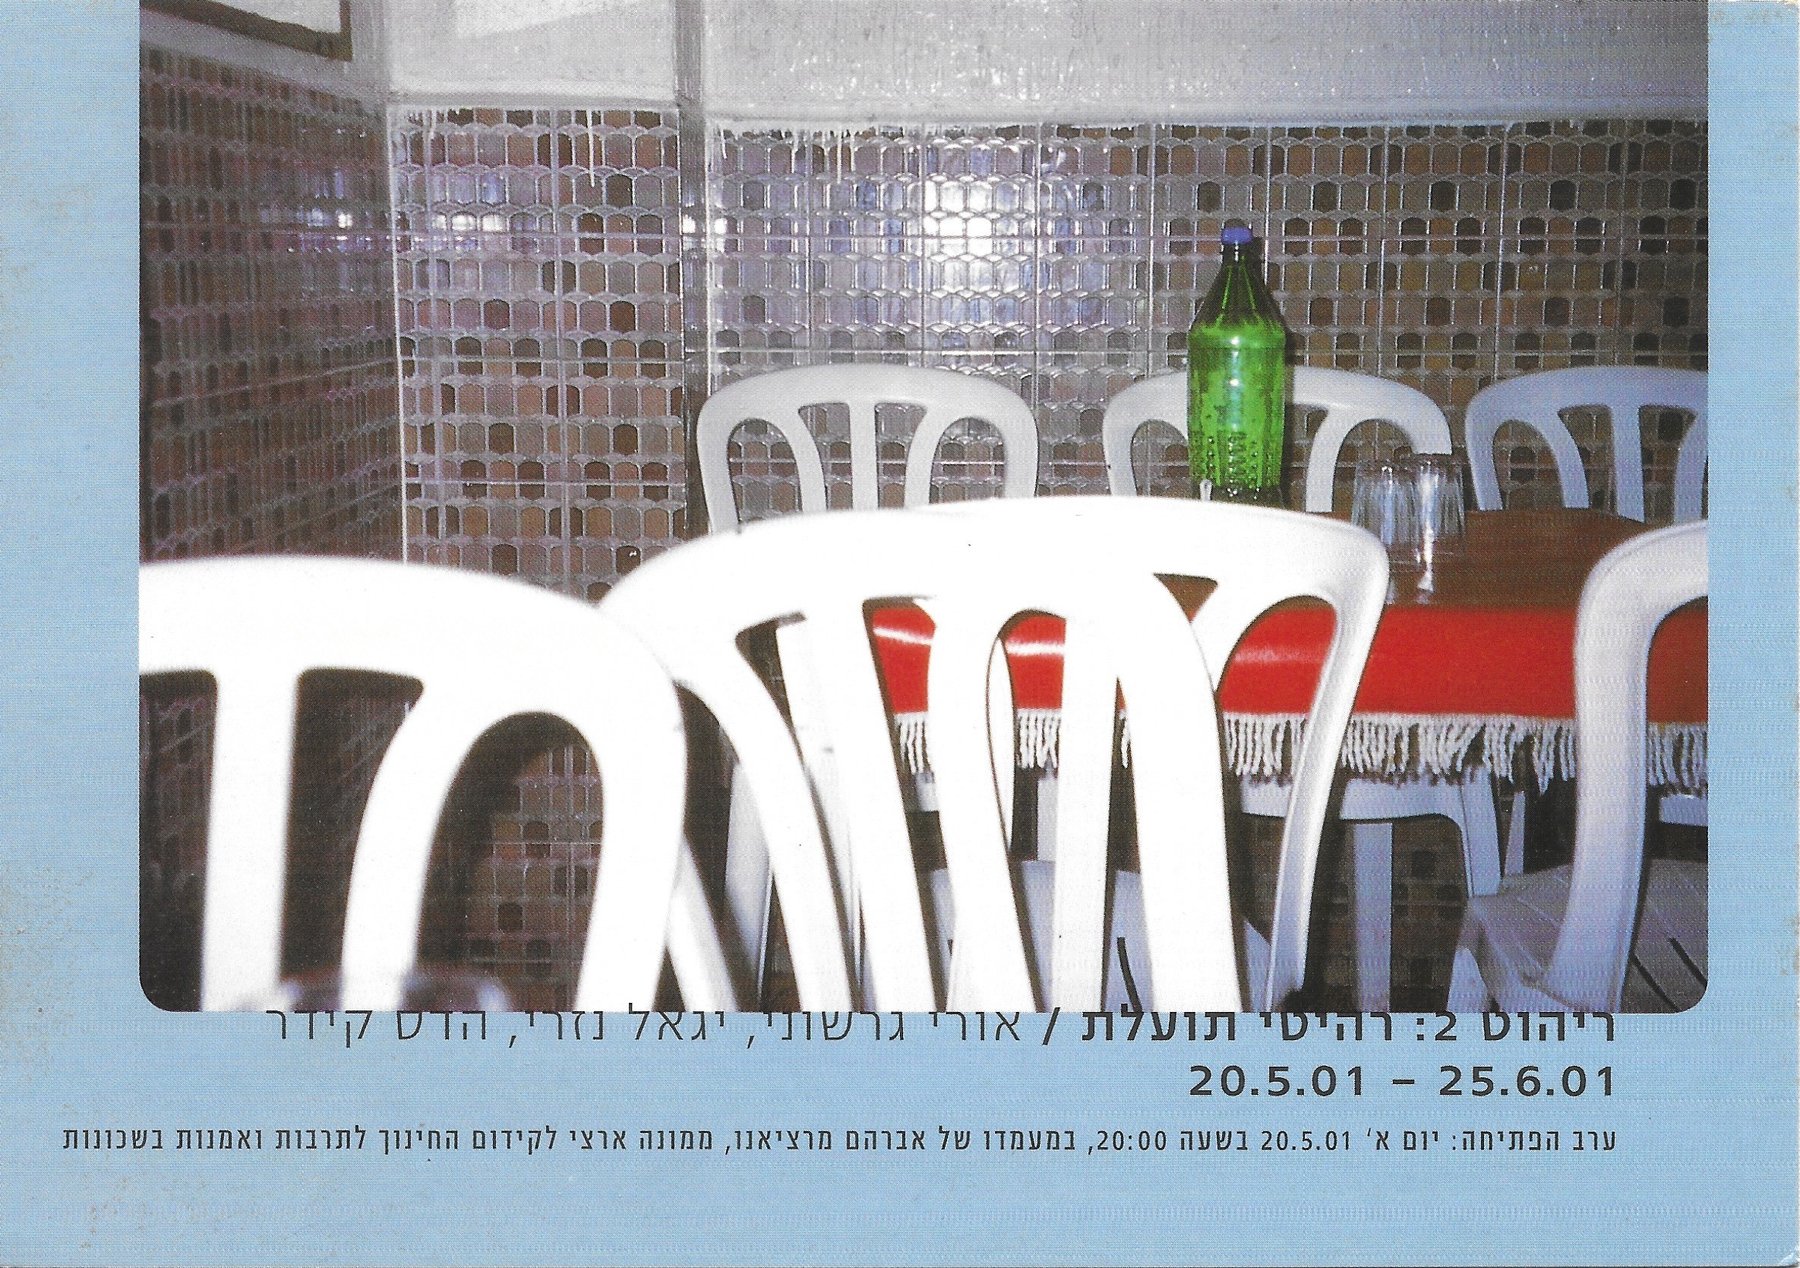 ריהוט 2: רהיטי תועלת / אורי גרשוני, יגאל נזרי, הדס קידר
20.5.01 – 25.6.01
ערב הפתיחה: יום א' 20.5.01 בשעה 20:00, במעמדו של אברהם מרציאנו, ממונה ארצי לקידום החינוך לתרבות ואמנות בשכונות